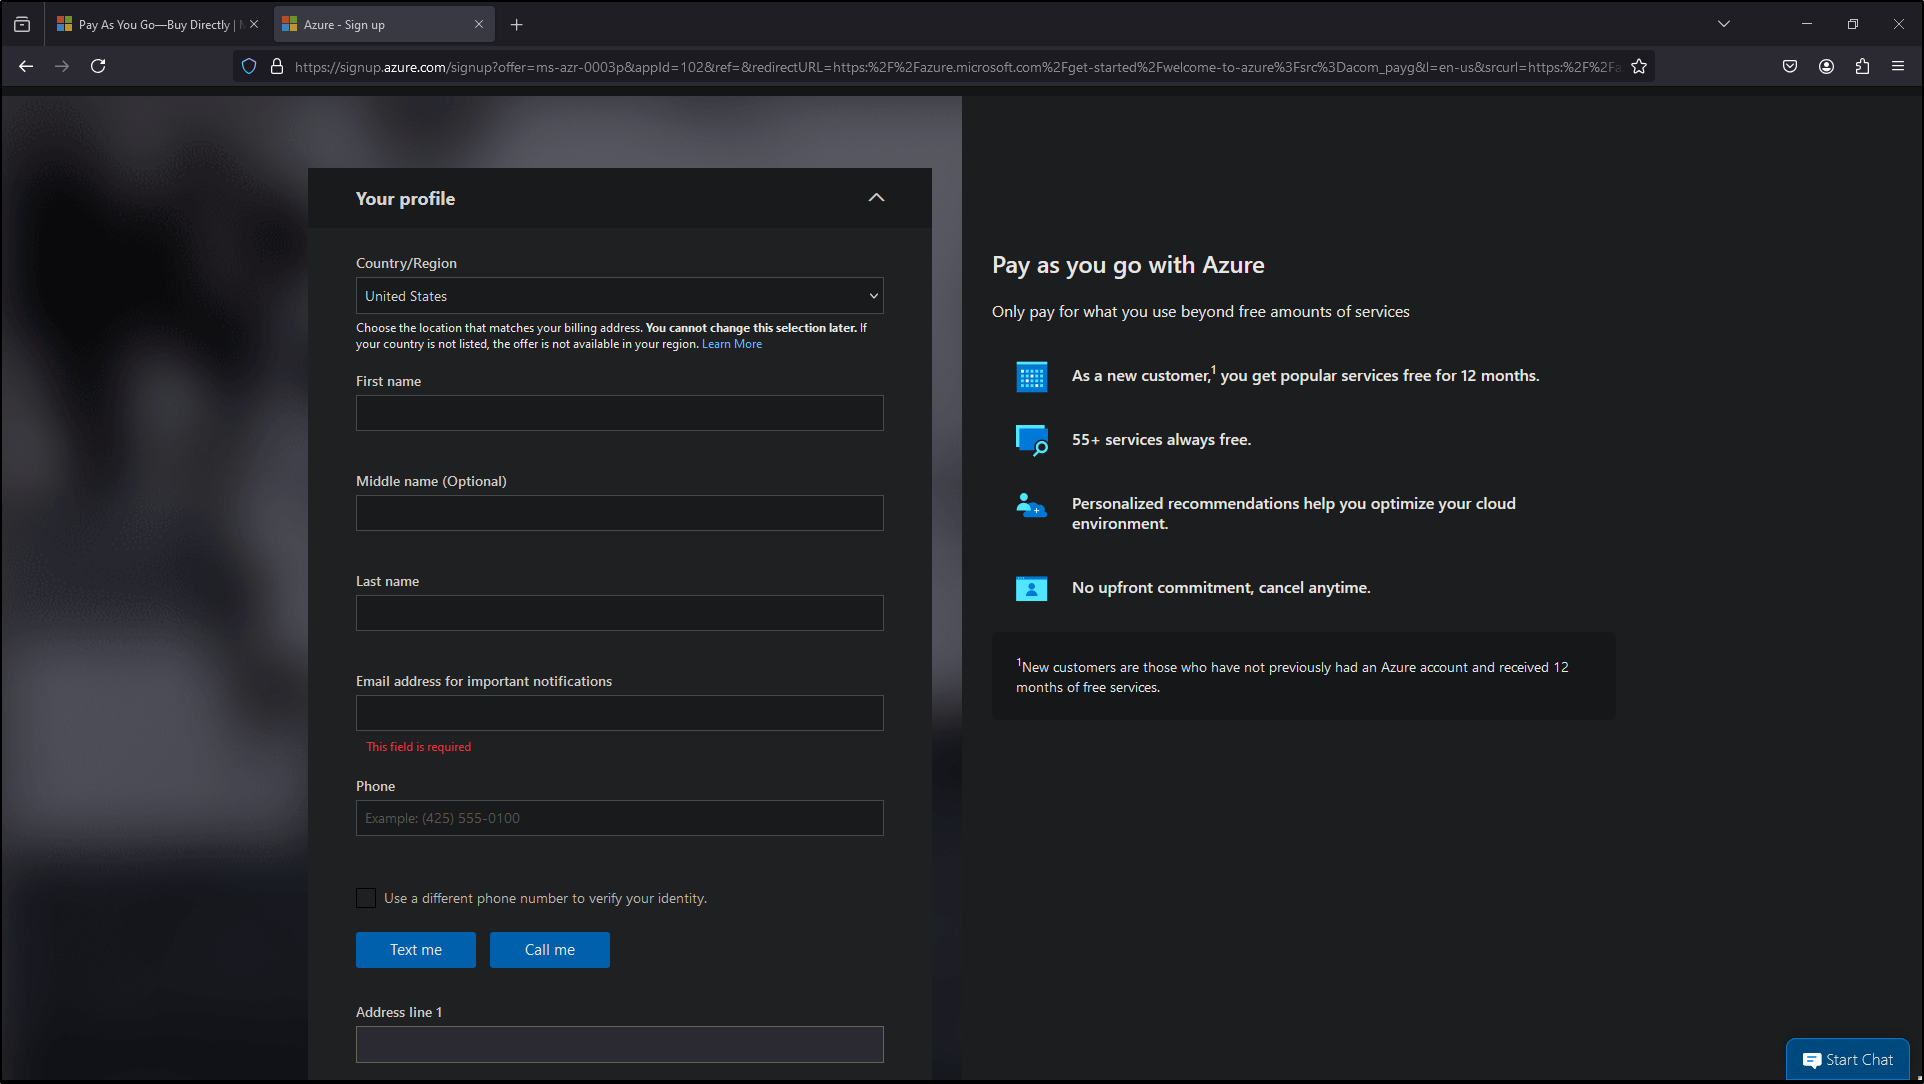 Pay As You Go—Buy Directly |
Azure - Sign up
https://signup.azure.com/signup?offer=ms-azr-0003p&appId=102&ref=&redirectURL=https:%2F%2Fazure.microsoft.com%2Fget-started%2Fwelcome-to-azure%3Fsrc%3Dacom_payg&l=en-us&srcurl=https:%2F%2Fa
Your profile
Country/Region
United States
Choose the location that matches your billing address. You cannot change this selection later. If
your country is not listed, the offer is not available in your region. Learn More
First name
Middle name (Optional)
Last name
Email address for important notifications
This field is required
Phone
Example: (425) 555-0100
Use a different phone number to verify your identity.
Text me
Call me
Address line 1
Pay as you go with Azure
Only pay for what you use beyond free amounts of services
As a new customer,1 you get popular services free for 12 months.
55+ services always free.
Personalized recommendations help you optimize your cloud
environment.
No upfront commitment, cancel anytime.
1New customers are those who have not previously had an Azure account and received 12
months of free services.
Start Chat